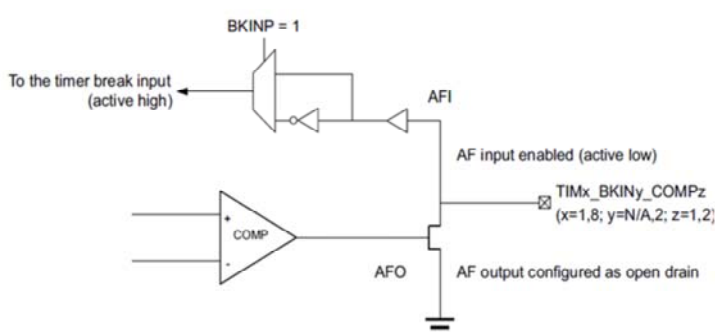 BKINP = 1
To the timer break input
(active high)
AFI
AF input enabled (active low)
TIMx_BKINy_COMPz
(x=1,8; y=N/A,2; z=1,2)
+
COMP
-
AFO
AF output configured as open drain